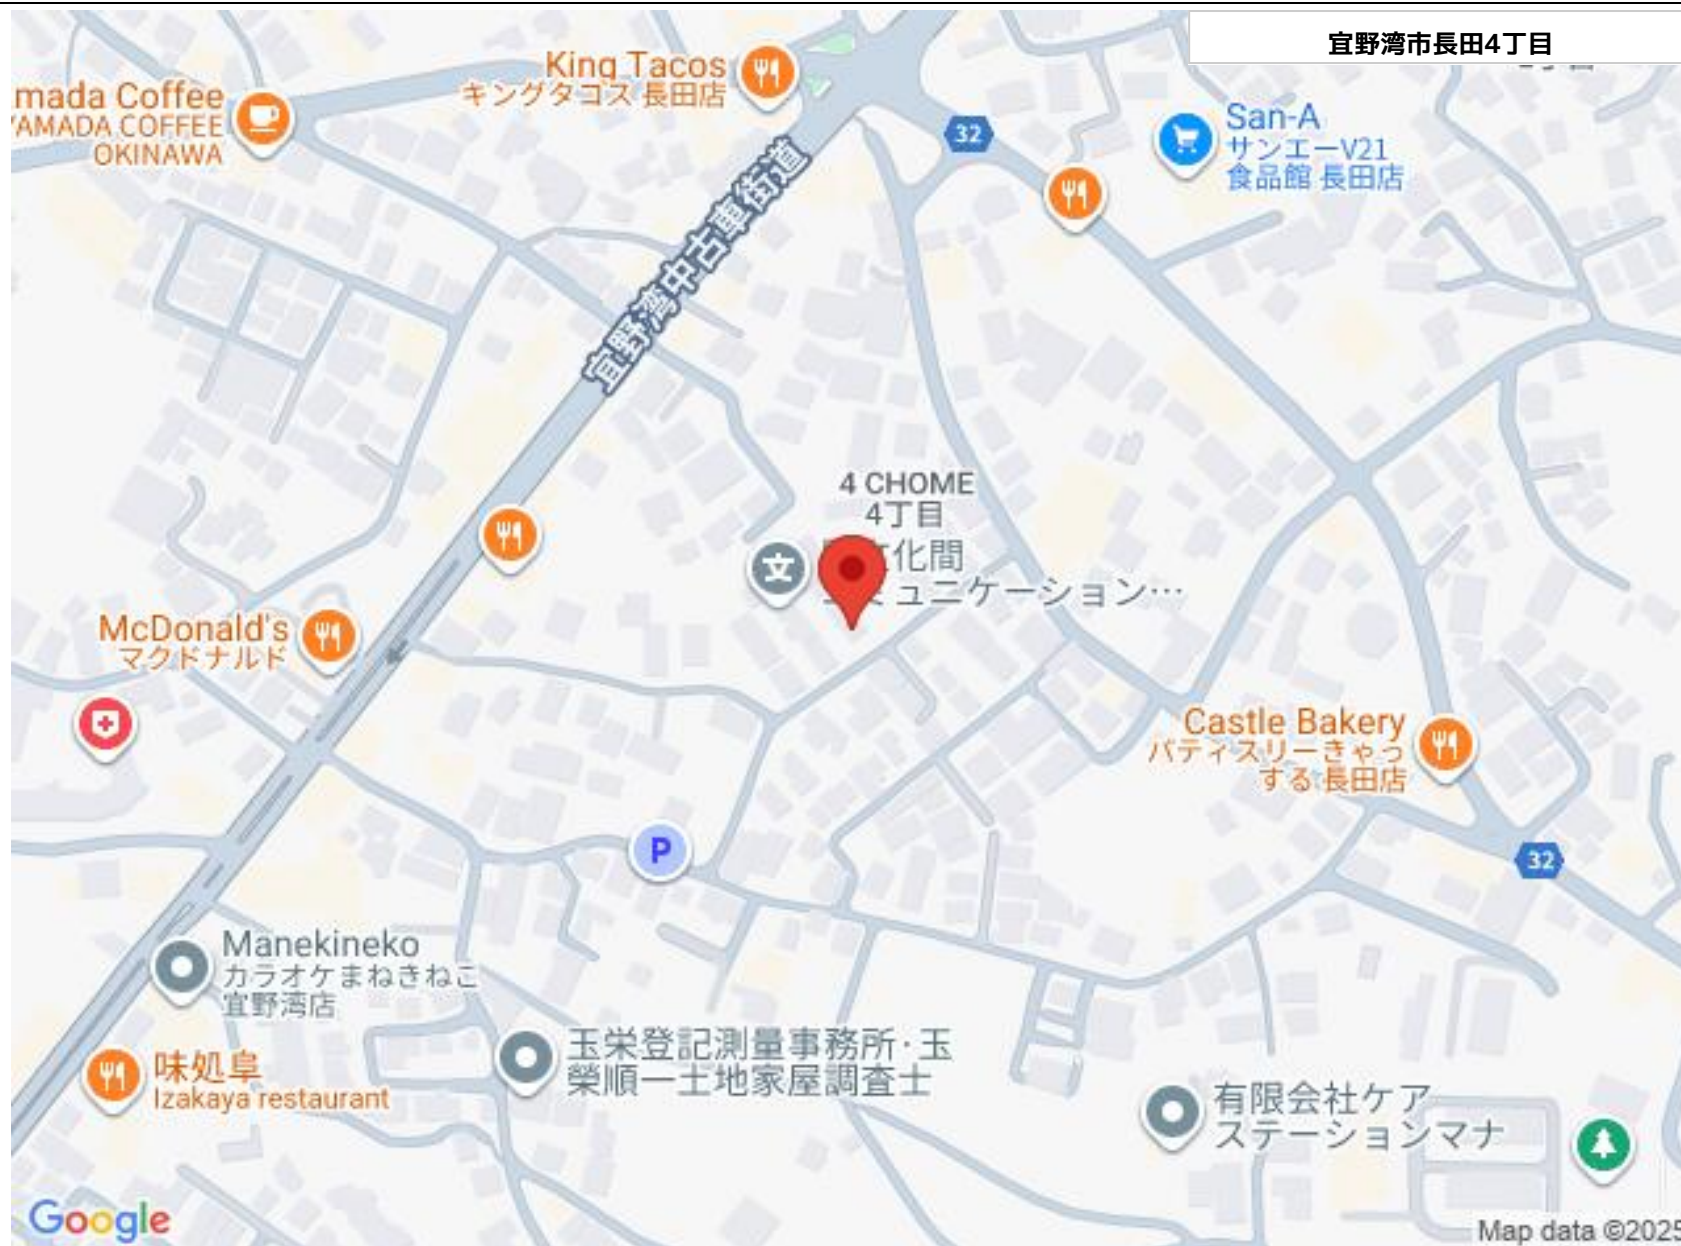 宜野湾市長田4丁目
King Tacos
キングタコス 長田店
mada Coffee
YAMADA COFFEE
OKINAWA
32
San-A
サンエーV21
食品館 長田店
宜野湾中古車街道
4 CHOME
4丁目
文
化間
ュニケーション…
McDonald's
マクドナルド
Castle Bakery
パティスリーきゃっ
する 長田店
P
32
Manekineko
カラオケまねきねこ
宜野湾店
玉栄登記測量事務所·玉
榮順一土地家屋調査士
味処阜
Izakaya restaurant
有限会社ケア
ステーションマナ
Google
Map data ©2025